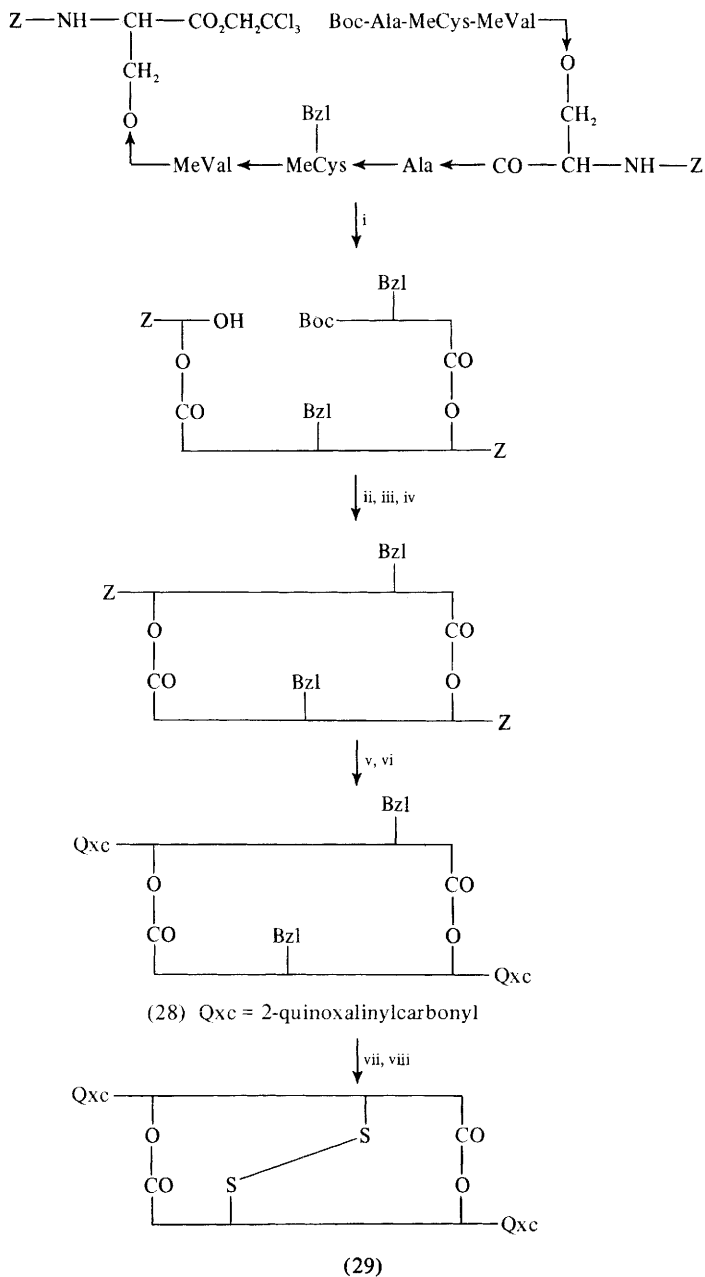 Z—NH—CH—CO₂CH₂CCl₃ Boc-Ala-MeCys-MeVal
CH₂ O
O CH₂
Bzl
MeVal MeCys Ala CO—CH—NH—Z
i
Bzl
Z OH Boc
O CO
CO Bzl O
Z
ii, iii, iv
Bzl
Z
O CO
CO Bzl O
Z
v, vi
Bzl
Qxc
O CO
CO Bzl O
Qxc
(28) Qxc = 2-quinoxalinylcarbonyl
vii, viii
Qxc
O S CO
CO S O
Qxc
(29)